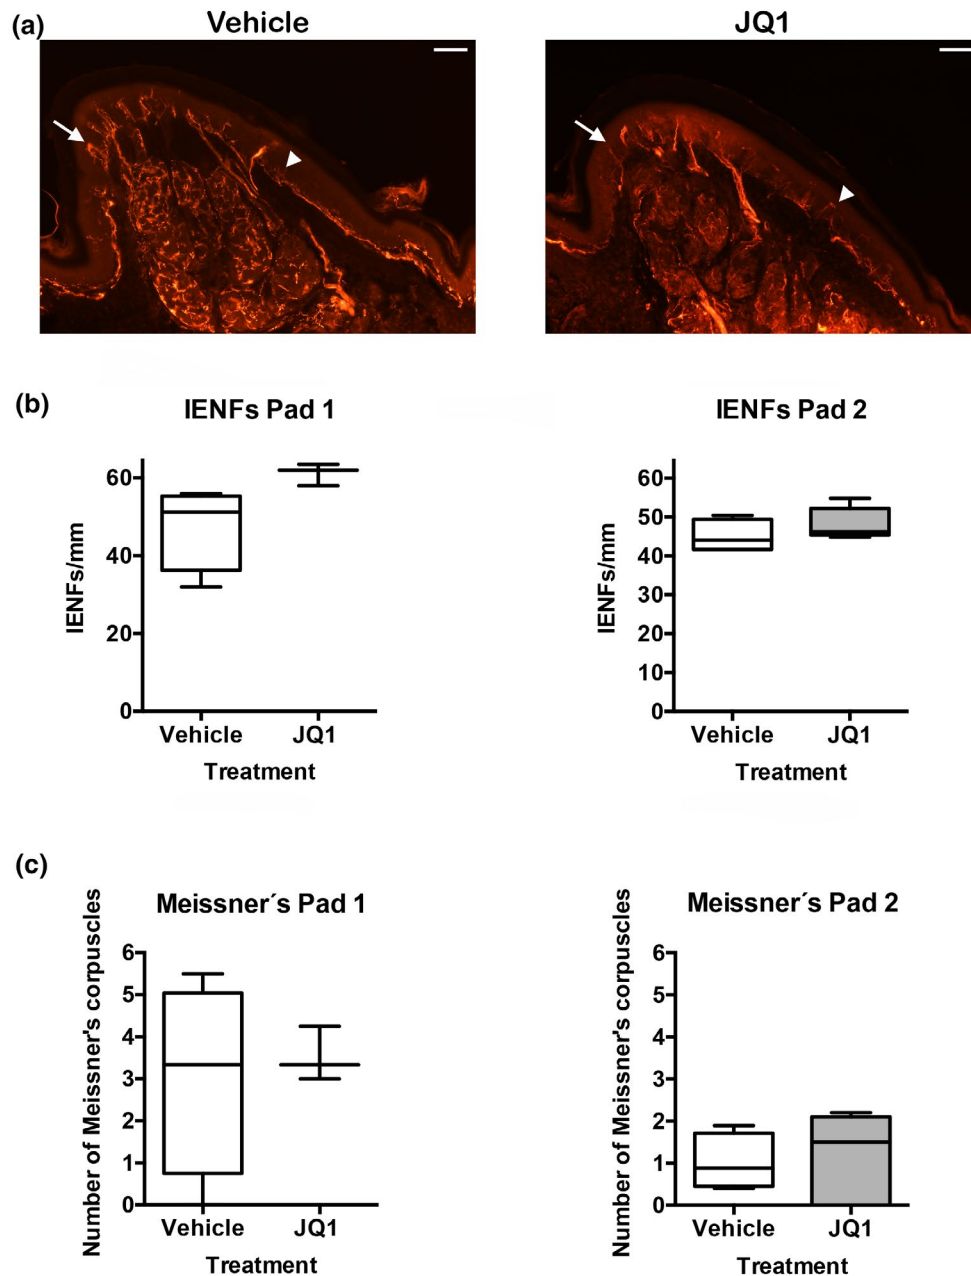 (a)
Vehicle
JQ1
(b)
IENFs Pad 1
IENFs/mm
60
40
20
0
Vehicle
JQ1
Treatment
IENFs Pad 2
IENFs/mm
60
50
40
30
20
10
0
Vehicle
JQ1
Treatment
(c)
Meissner´s Pad 1
Number of Meissner's corpuscles
6
5
4
3
2
1
0
Vehicle
JQ1
Treatment
Meissner´s Pad 2
Number of Meissner's corpuscles
6
5
4
3
2
1
0
Vehicle
JQ1
Treatment